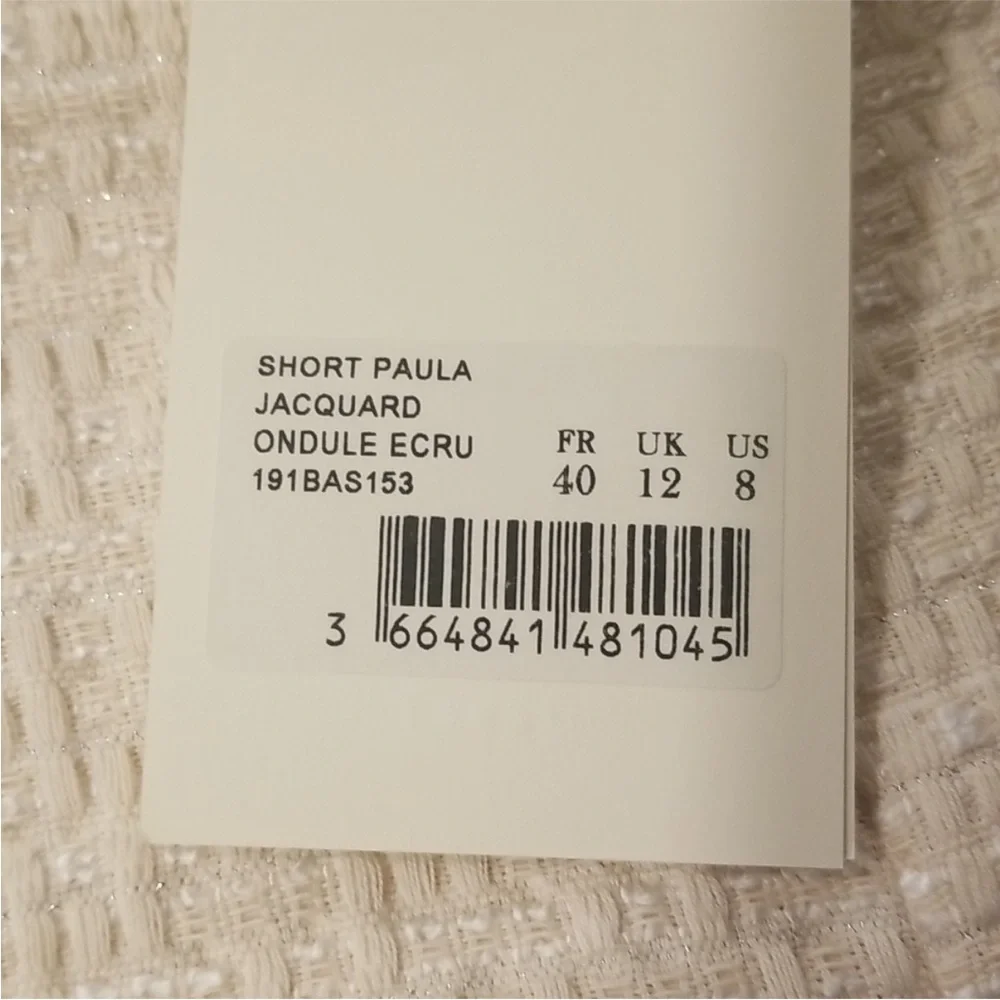 SHORT PAULA
JACQUARD
ONDULE ECRU
191BAS153
FR UK US
40 12 8
3 664841 481045